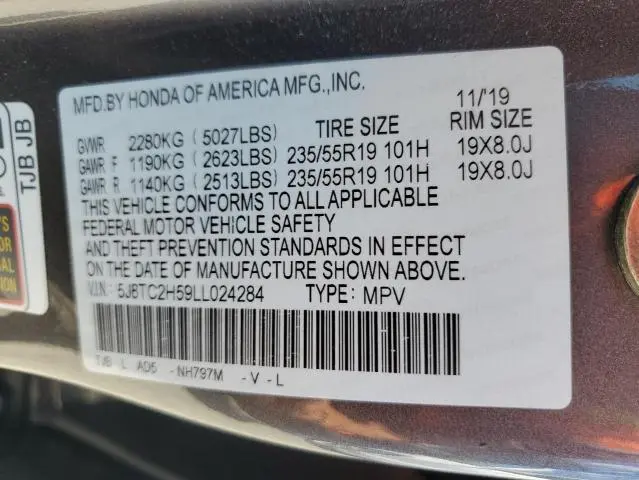 MFD.BY HONDA OF AMERICA MFG.,INC. 11/'19
GVWR 2280KG ( 5027LBS) TIRE SIZE RIM SIZE
GAWR F 1190KG ( 2623LBS) 235/55R19 101H 19X8.0J
GAWR R 1140KG ( 2513LBS) 235/55R19 101H 19X8.0J
THIS VEHICLE CONFORMS TO ALL APPLICABLE
FEDERAL MOTOR VEHICLE SAFETY
AND THEFT PREVENTION STANDARDS IN EFFECT
ON THE DATE OF MANUFACTURE SHOWN ABOVE.
V.I.N: 5J8TC2H59LL024284 TYPE: MPV
TJB L AD5 -NH797M -V-L
TJB JB